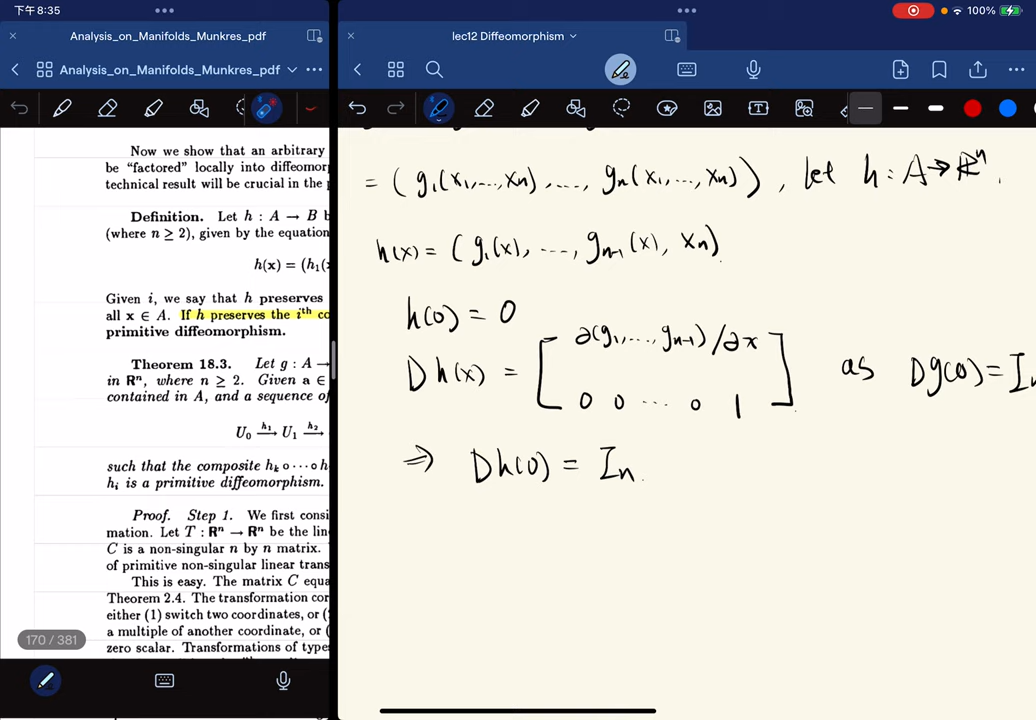 下午8:35
100%
Analysis_on_Manifolds_Munkres_pdf
Analysis_on_Manifolds_Munkres_pdf
Now we show that an arbitrary
be “factored” locally into diffeomor
technical result will be crucial in the p
Definition. Let h : A → B b
(where n ≥ 2), given by the equation
h(x) = (h₁(x
Given i, we say that h preserves
all x ∈ A. If h preserves the iᵗʰ co
primitive diffeomorphism.
Theorem 18.3. Let g : A →
in Rⁿ, where n ≥ 2. Given a ∈
contained in A, and a sequence of
U₀ —h₁→ U₁ —h₂→
such that the composite hₖ ∘ ⋯ ∘ h
hᵢ is a primitive diffeomorphism.
Proof. Step 1. We first consi
mation. Let T : Rⁿ → Rⁿ be the lin
C is a non-singular n by n matrix.
of primitive non-singular linear trans
This is easy. The matrix C equa
Theorem 2.4. The transformation cor
either (1) switch two coordinates, or (
a multiple of another coordinate, or (
zero scalar. Transformations of types
170 / 381
lec12 Diffeomorphism
= (g₁(x₁,...,xₙ),..., gₙ(x₁,...,xₙ)), let h : A → ℝⁿ.
h(x) = (g₁(x), ..., gₙ₋₁(x), xₙ).
h(0) = 0
Dh(x) = [ ∂(g₁,..., gₙ₋₁)/∂x
0 0 ... 0 1 ] as Dg(0) = Iₙ
⇒ Dh(0) = Iₙ.